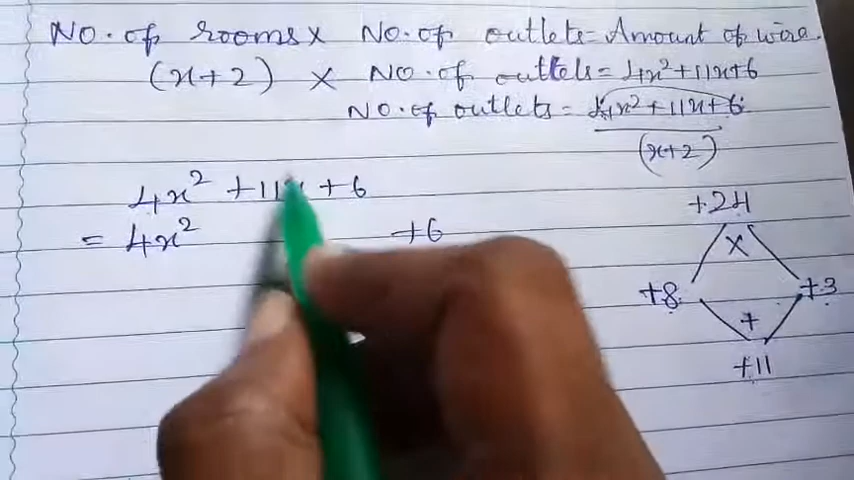 No. of rooms x No. of outlets = Amount of wire.
(x+2) x No. of outlets = 4x² + 11x + 6
No. of outlets = 4x² + 11x + 6
(x+2)
4x² + 11x + 6
= 4x² +6
+24
x
+8 +3
+
+11